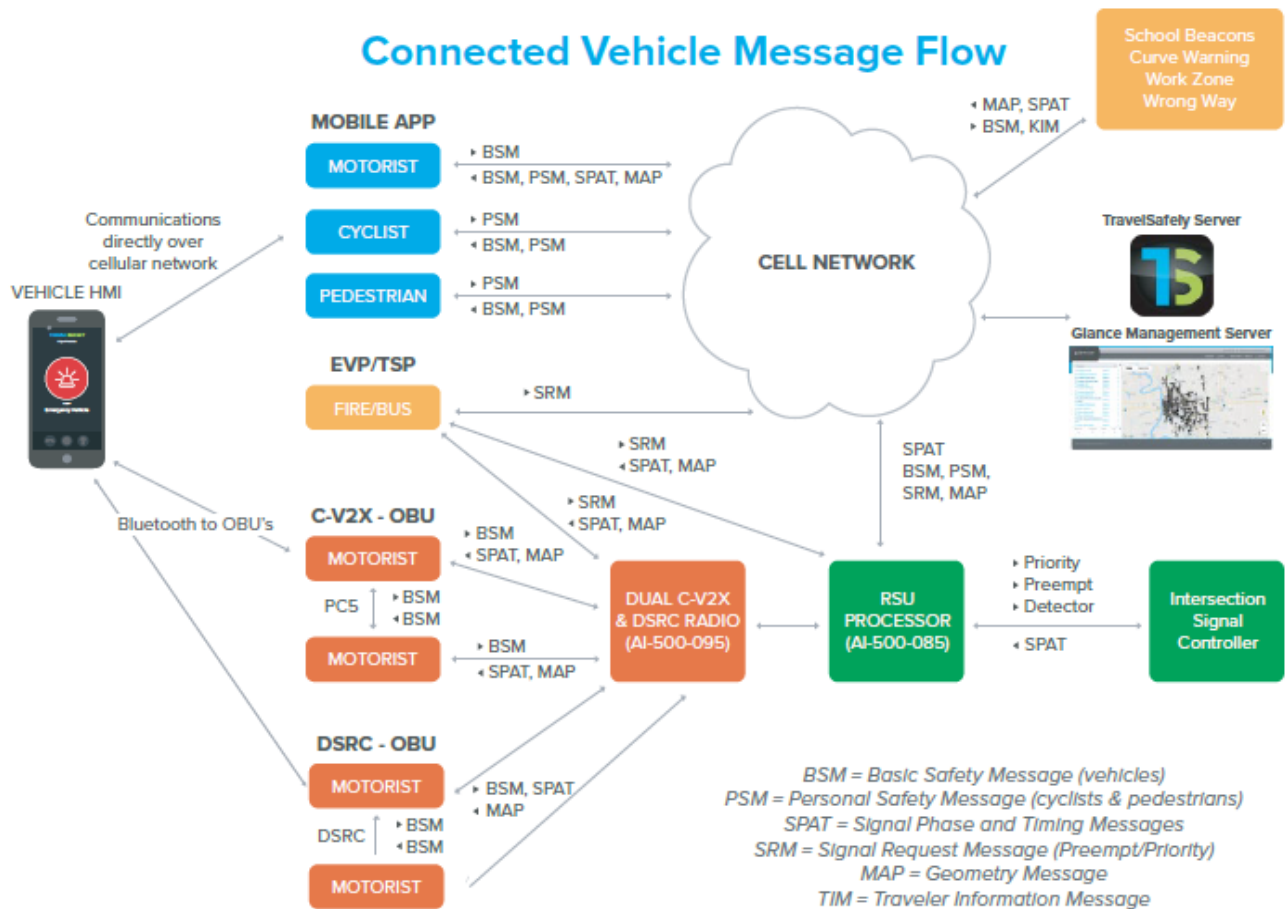 Connected Vehicle Message Flow
School Beacons
Curve Warning
Work Zone
Wrong Way
◂ MAP, SPAT
▸ BSM, KIM
MOBILE APP
MOTORIST
▸ BSM
◂ BSM, PSM, SPAT, MAP
CYCLIST
▸ PSM
◂ BSM, PSM
PEDESTRIAN
▸ PSM
◂ BSM, PSM
Communications
directly over
cellular network
VEHICLE HMI
Emergency Vehicle
CELL NETWORK
TravelSafely Server
TS
Glance Management Server
EVP/TSP
FIRE/BUS
▸ SRM
▸ SRM
◂ SPAT, MAP
▸ SRM
◂ SPAT, MAP
SPAT
BSM, PSM,
SRM, MAP
Bluetooth to OBU's
C-V2X - OBU
MOTORIST
▸ BSM
◂ SPAT, MAP
PC5
▸ BSM
◂ BSM
MOTORIST
▸ BSM
◂ SPAT, MAP
DUAL C-V2X
& DSRC RADIO
(AI-500-095)
RSU
PROCESSOR
(AI-500-085)
▸ Priority
▸ Preempt
▸ Detector
◂ SPAT
Intersection
Signal
Controller
DSRC - OBU
MOTORIST
▸ BSM, SPAT
◂ MAP
DSRC
▸ BSM
◂ BSM
MOTORIST
BSM = Basic Safety Message (vehicles)
PSM = Personal Safety Message (cyclists & pedestrians)
SPAT = Signal Phase and Timing Messages
SRM = Signal Request Message (Preempt/Priority)
MAP = Geometry Message
TIM = Traveler Information Message